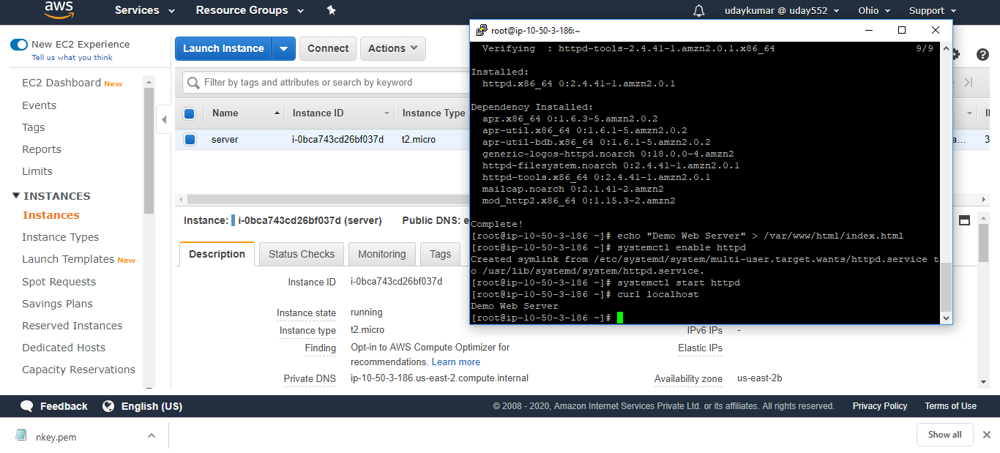 aws
Services
Resource Groups
udaykumar @ uday552
Ohio
Support
New EC2 Experience
Tell us what you think
EC2 Dashboard New
Events
Tags
Reports
Limits
INSTANCES
Instances
Instance Types
Launch Templates New
Spot Requests
Savings Plans
Reserved Instances
Dedicated Hosts
Capacity Reservations
Launch Instance
Connect
Actions
Filter by tags and attributes or search by keyword
Name
Instance ID
Instance Type
server
i-0bca743cd26bf037d
t2.micro
a...
3
Instance: i-0bca743cd26bf037d (server)
Public DNS: e
Description
Status Checks
Monitoring
Tags
Instance ID
i-0bca743cd26bf037d
Instance state
running
Instance type
t2.micro
Finding
Opt-in to AWS Compute Optimizer for
recommendations. Learn more
Private DNS
ip-10-50-3-186.us-east-2.compute.internal
IPv6 IPs
-
Elastic IPs
Availability zone
us-east-2b
root@ip-10-50-3-186:~
Verifying : httpd-tools-2.4.41-1.amzn2.0.1.x86_64 9/9
Installed:
httpd.x86_64 0:2.4.41-1.amzn2.0.1
Dependency Installed:
apr.x86_64 0:1.6.3-5.amzn2.0.2
apr-util.x86_64 0:1.6.1-5.amzn2.0.2
apr-util-bdb.x86_64 0:1.6.1-5.amzn2.0.2
generic-logos-httpd.noarch 0:18.0.0-4.amzn2
httpd-filesystem.noarch 0:2.4.41-1.amzn2.0.1
httpd-tools.x86_64 0:2.4.41-1.amzn2.0.1
mailcap.noarch 0:2.1.41-2.amzn2
mod_http2.x86_64 0:1.15.3-2.amzn2
Complete!
[root@ip-10-50-3-186 ~]# echo "Demo Web Server" > /var/www/html/index.html
[root@ip-10-50-3-186 ~]# systemctl enable httpd
Created symlink from /etc/systemd/system/multi-user.target.wants/httpd.service t
o /usr/lib/systemd/system/httpd.service.
[root@ip-10-50-3-186 ~]# systemctl start httpd
[root@ip-10-50-3-186 ~]# curl localhost
Demo Web Server
[root@ip-10-50-3-186 ~]#
Feedback
English (US)
© 2008 - 2020, Amazon Internet Services Private Ltd. or its affiliates. All rights reserved.
Privacy Policy
Terms of Use
nkey.pem
Show all